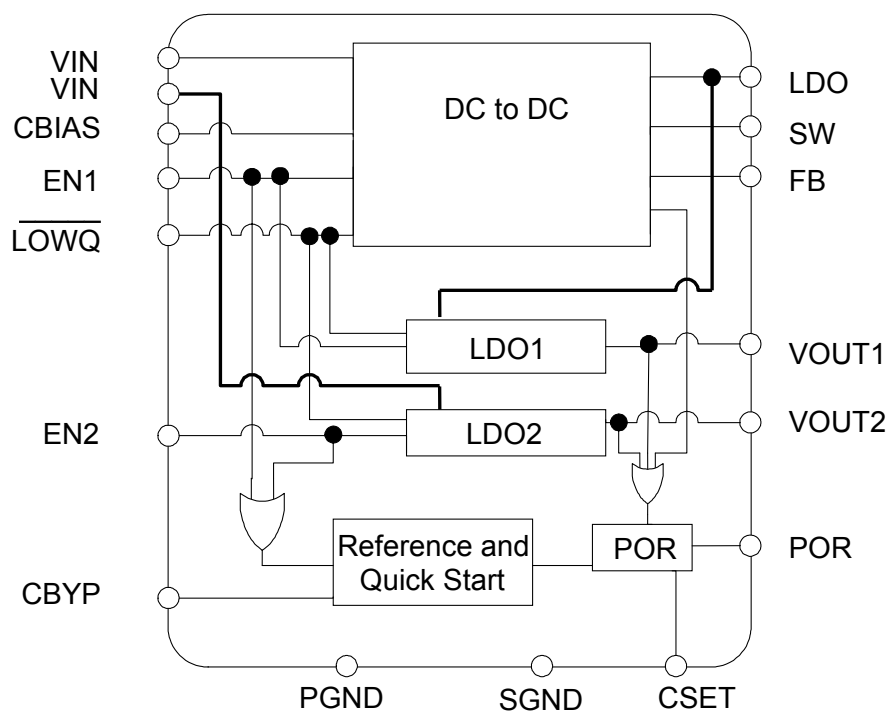 VIN
VIN
CBIAS
EN1
LOWQ
EN2
CBYP
DC to DC
LDO1
LDO2
Reference and
Quick Start
POR
LDO
SW
FB
VOUT1
VOUT2
POR
PGND
SGND
CSET